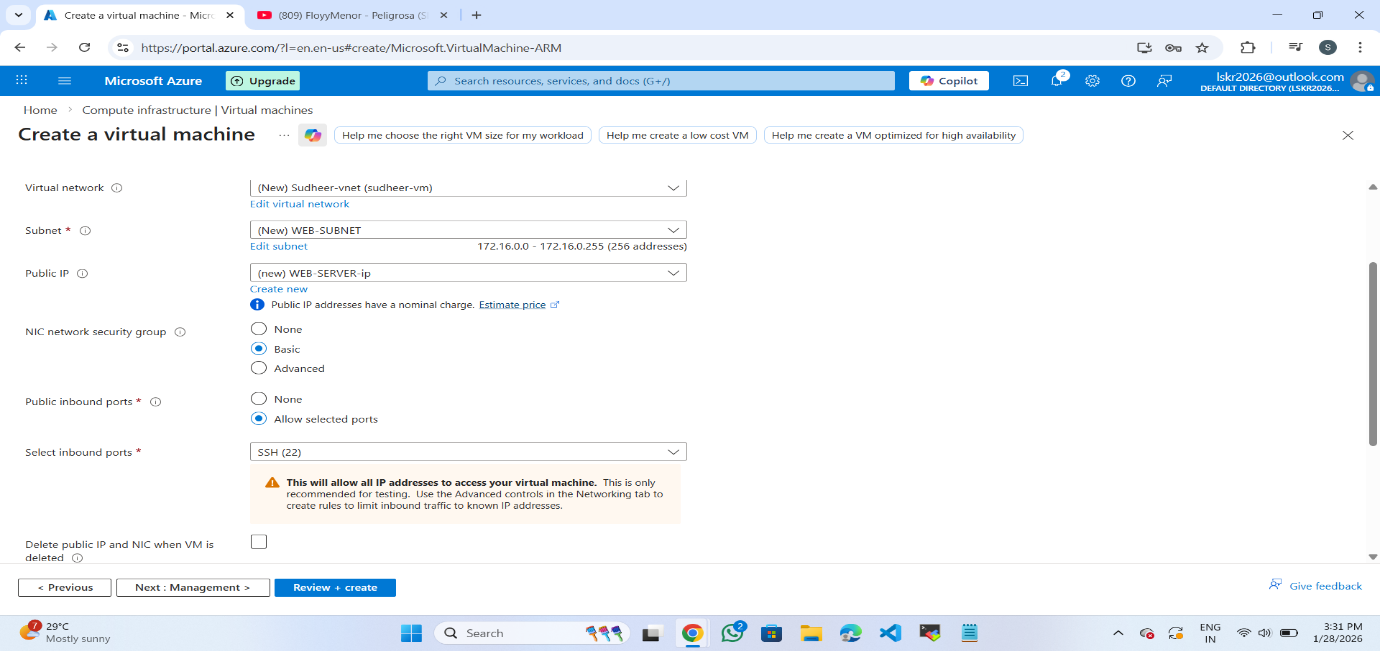 Create a virtual machine - Micro
(809) FloyyMenor - Peligrosa (S
https://portal.azure.com/?l=en.en-us#create/Microsoft.VirtualMachine-ARM
S
Microsoft Azure
Upgrade
Search resources, services, and docs (G+/)
Copilot
2
lskr2026@outlook.com
DEFAULT DIRECTORY (LSKR2026...
Home > Compute infrastructure | Virtual machines
Create a virtual machine ...
Help me choose the right VM size for my workload
Help me create a low cost VM
Help me create a VM optimized for high availability
Virtual network
(New) Sudheer-vnet (sudheer-vm)
Edit virtual network
Subnet *
(New) WEB-SUBNET
Edit subnet
172.16.0.0 - 172.16.0.255 (256 addresses)
Public IP
(new) WEB-SERVER-ip
Create new
Public IP addresses have a nominal charge. Estimate price
NIC network security group
None
Basic
Advanced
Public inbound ports *
None
Allow selected ports
Select inbound ports *
SSH (22)
This will allow all IP addresses to access your virtual machine. This is only
recommended for testing. Use the Advanced controls in the Networking tab to
create rules to limit inbound traffic to known IP addresses.
Delete public IP and NIC when VM is
deleted
< Previous
Next : Management >
Review + create
Give feedback
7
29°C
Mostly sunny
Search
2
ENG
IN
3:31 PM
1/28/2026